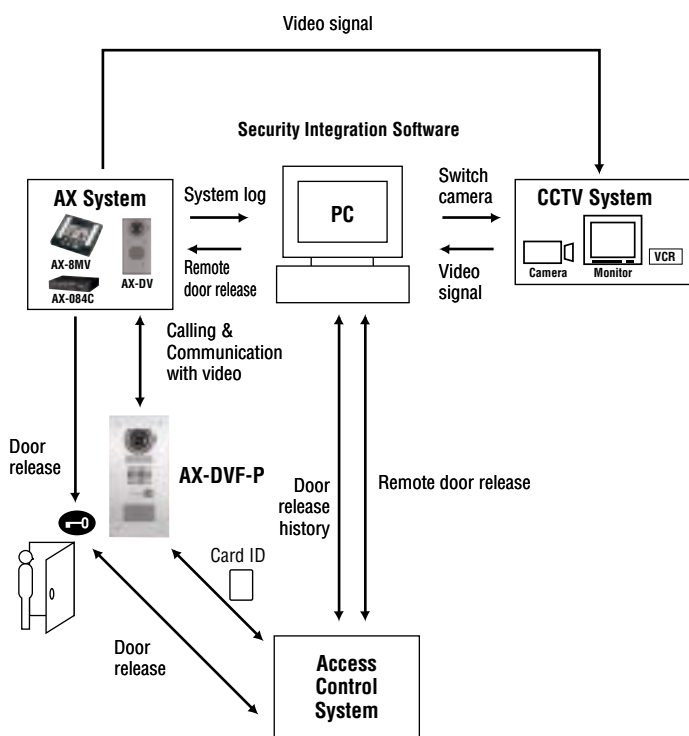 Video signal
Security Integration Software
AX System
AX-8MV
AX-084C
AX-DV
System log
Remote
door release
PC
Switch
camera
Video
signal
CCTV System
Camera
Monitor
VCR
Calling &
Communication
with video
Door
release
AX-DVF-P
Door
release
history
Remote door release
Card ID
Door
release
Access
Control
System